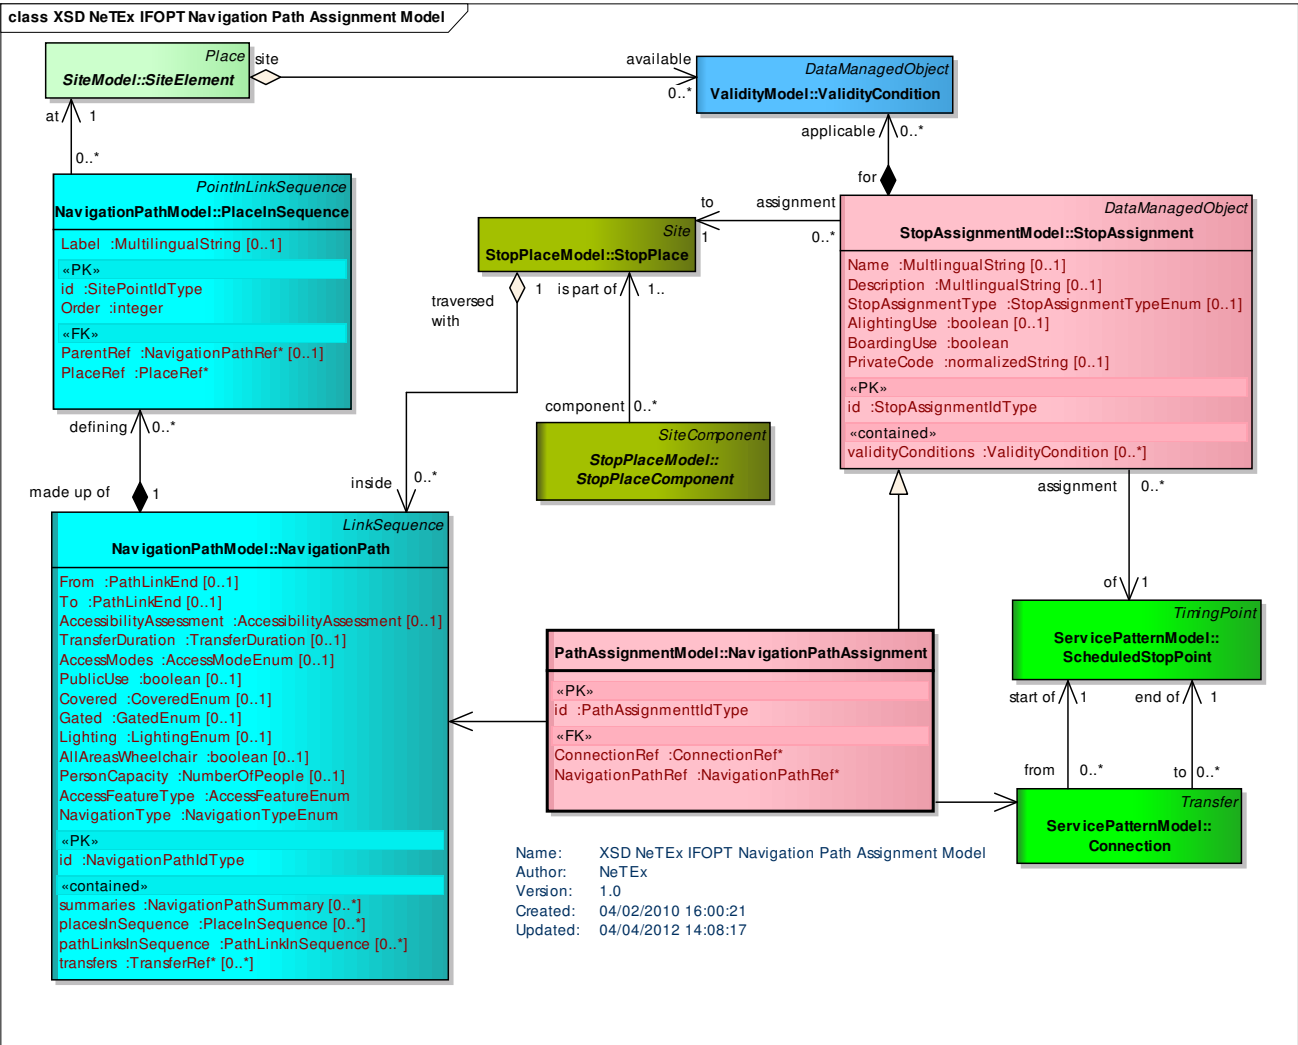 class XSD NeTEx IFOPT Navigation Path Assignment Model
Place
SiteModel::SiteElement
site
available
0..*
DataManagedObject
ValidityModel::ValidityCondition
at
1
0..*
applicable
0..*
for
PointInLinkSequence
NavigationPathModel::PlaceInSequence
Label :MultilingualString [0..1]
«PK»
id :SitePointIdType
Order :integer
«FK»
ParentRef :NavigationPathRef* [0..1]
PlaceRef :PlaceRef*
to
assignment
1
0..*
Site
StopPlaceModel::StopPlace
DataManagedObject
StopAssignmentModel::StopAssignment
Name :MultlingualString [0..1]
Description :MultlingualString [0..1]
StopAssignmentType :StopAssignmentTypeEnum [0..1]
AlightingUse :boolean [0..1]
BoardingUse :boolean
PrivateCode :normalizedString [0..1]
«PK»
id :StopAssignmentIdType
«contained»
validityConditions :ValidityCondition [0..*]
traversed
with
1
is part of
1..
component
0..*
SiteComponent
StopPlaceModel::
StopPlaceComponent
defining
0..*
made up of
1
inside
0..*
assignment
0..*
of
1
LinkSequence
NavigationPathModel::NavigationPath
From :PathLinkEnd [0..1]
To :PathLinkEnd [0..1]
AccessibilityAssessment :AccessibilityAssessment [0..1]
TransferDuration :TransferDuration [0..1]
AccessModes :AccessModeEnum [0..1]
PublicUse :boolean [0..1]
Covered :CoveredEnum [0..1]
Gated :GatedEnum [0..1]
Lighting :LightingEnum [0..1]
AllAreasWheelchair :boolean [0..1]
PersonCapacity :NumberOfPeople [0..1]
AccessFeatureType :AccessFeatureEnum
NavigationType :NavigationTypeEnum
«PK»
id :NavigationPathIdType
«contained»
summaries :NavigationPathSummary [0..*]
placesInSequence :PlaceInSequence [0..*]
pathLinksInSequence :PathLinkInSequence [0..*]
transfers :TransferRef* [0..*]
PathAssignmentModel::NavigationPathAssignment
«PK»
id :PathAssignmenttIdType
«FK»
ConnectionRef :ConnectionRef*
NavigationPathRef :NavigationPathRef*
TimingPoint
ServicePatternModel::
ScheduledStopPoint
start of
1
end of
1
from
0..*
to
0..*
Transfer
ServicePatternModel::
Connection
Name: XSD NeTEx IFOPT Navigation Path Assignment Model
Author: NeTEx
Version: 1.0
Created: 04/02/2010 16:00:21
Updated: 04/04/2012 14:08:17